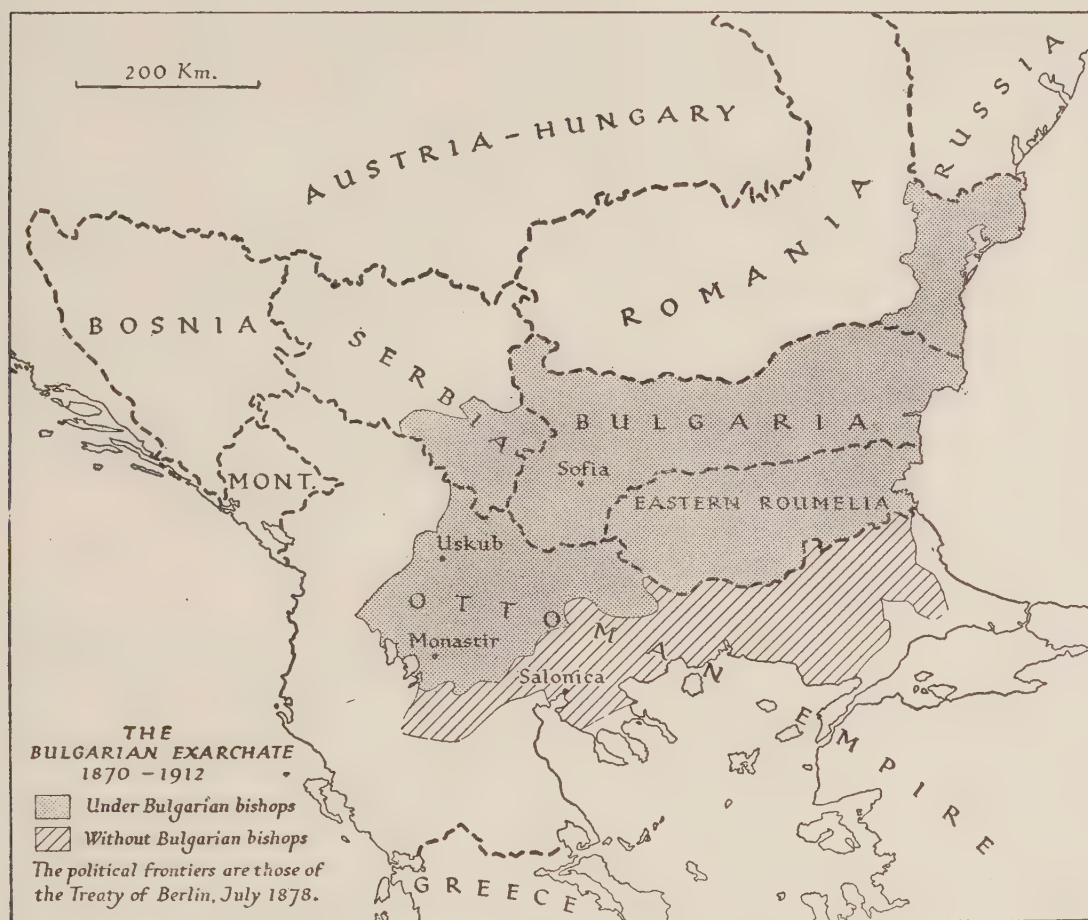 200 Km.
AUSTRIA-HUNGARY
RUSSIA
ROMANIA
BOSNIA
SERBIA
BULGARIA
Sofia
MONT.
EASTERN ROUMELIA
Uskub
OTTOMAN EMPIRE
Monastir
Salonica
THE
BULGARIAN EXARCHATE
1870 - 1912
Under Bulgarian bishops
Without Bulgarian bishops
The political frontiers are those of
the Treaty of Berlin, July 1878.
GREECE